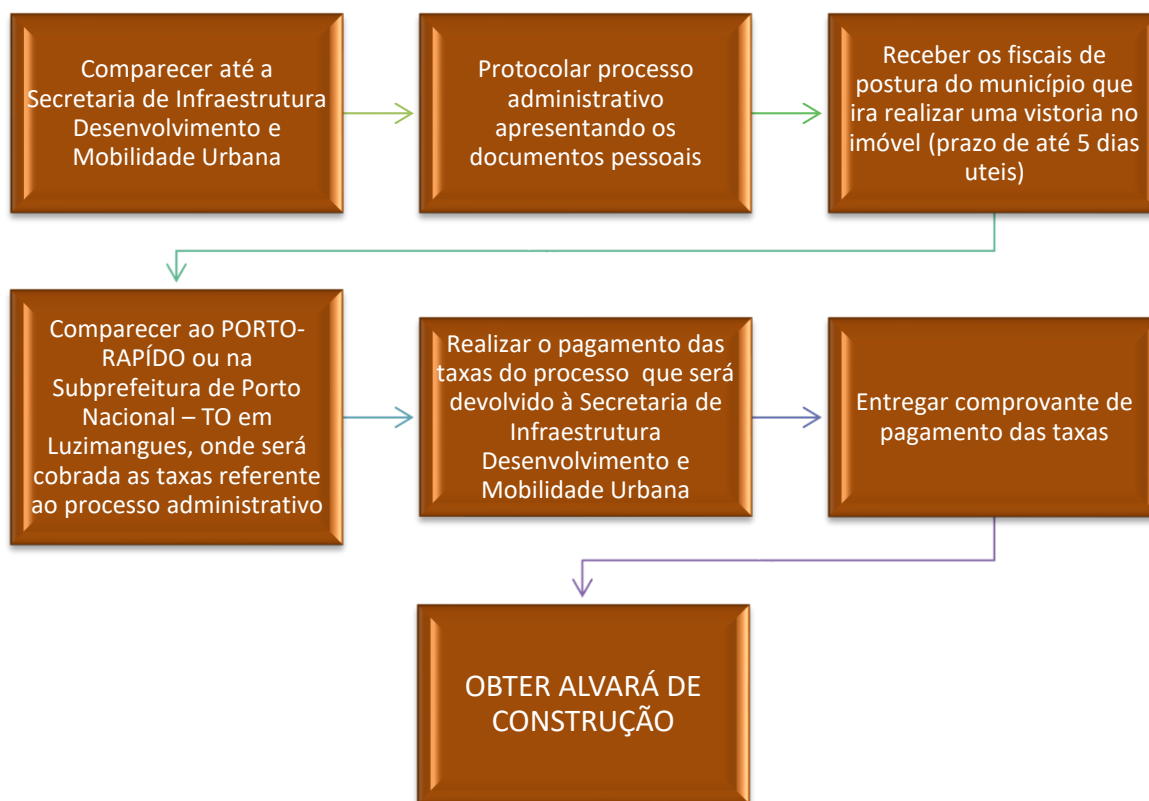 Comparecer até a
Secretaria de Infraestrutura
Desenvolvimento e
Mobilidade Urbana
Protocolar processo
administrativo
apresentando os
documentos pessoais
Receber os fiscais de
postura do município que
ira realizar uma vistoria no
imóvel (prazo de até 5 dias
uteis)
Comparecer ao PORTO-
RAPÍDO ou na
Subprefeitura de Porto
Nacional – TO em
Luzimangues, onde será
cobrada as taxas referente
ao processo administrativo
Realizar o pagamento das
taxas do processo que será
devolvido à Secretaria de
Infraestrutura
Desenvolvimento e
Mobilidade Urbana
Entregar comprovante de
pagamento das taxas
OBTER ALVARÁ DE
CONSTRUÇÃO